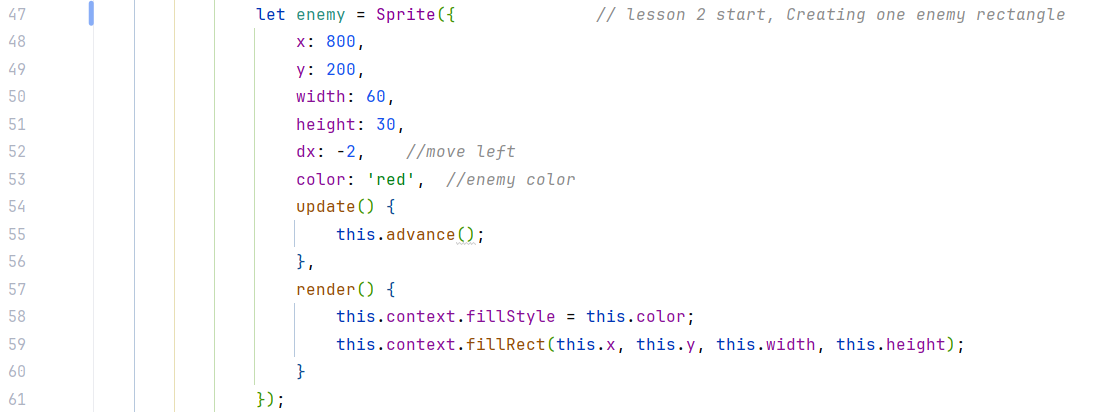 47 let enemy = Sprite({ // lesson 2 start, Creating one enemy rectangle
48 x: 800,
49 y: 200,
50 width: 60,
51 height: 30,
52 dx: -2, //move left
53 color: 'red', //enemy color
54 update() {
55 this.advance();
56 },
57 render() {
58 this.context.fillStyle = this.color;
59 this.context.fillRect(this.x, this.y, this.width, this.height);
60 }
61 });